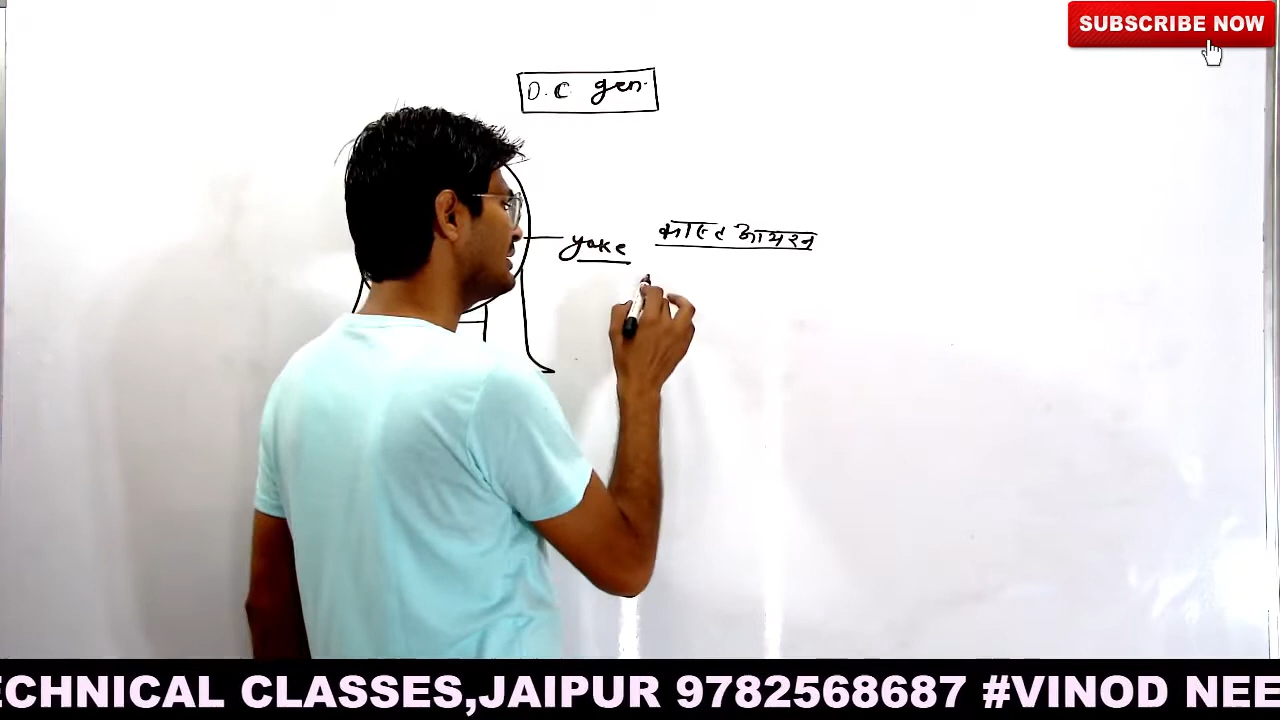 SUBSCRIBE NOW
D.C gen.
yoke
आयरन
ECHNICAL CLASSES,JAIPUR 9782568687 #VINOD NEE